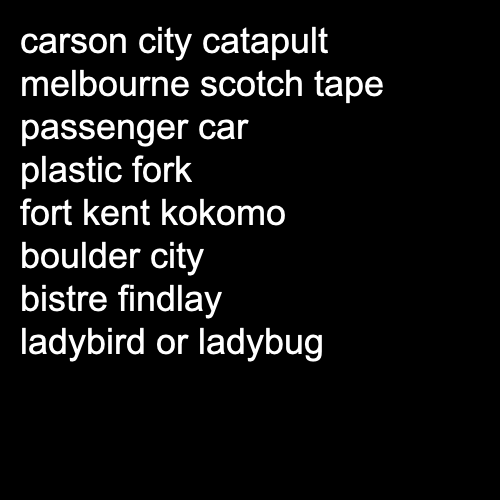 carson city catapult
melbourne scotch tape
passenger car
plastic fork
fort kent kokomo
boulder city
bistre findlay
ladybird or ladybug